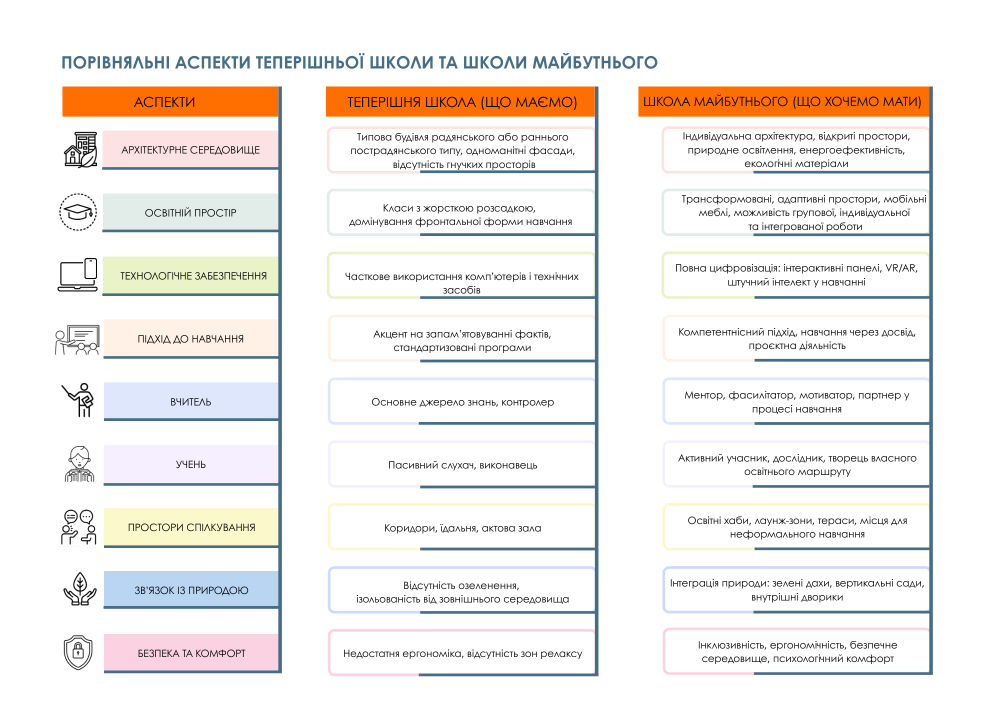 ПОРІВНЯЛЬНІ АСПЕКТИ ТЕПЕРІШНЬОЇ ШКОЛИ ТА ШКОЛИ МАЙБУТНЬОГО
АСПЕКТИ
ТЕПЕРІШНЯ ШКОЛА (ЩО МАЄМО)
ШКОЛА МАЙБУТНЬОГО (ЩО ХОЧЕМО МАТИ)
АРХІТЕКТУРНЕ СЕРЕДОВИЩЕ
Типова будівля радянського або раннього
пострадянського типу, одноманітні фасади,
відсутність гнучких просторів
Індивідуальна архітектура, відкриті простори,
природне освітлення, енергоефективність,
екологічні матеріали
ОСВІТНІЙ ПРОСТІР
Класи з жорсткою розсадкою,
домінування фронтальної форми навчання
Трансформовані, адаптивні простори, мобільні
меблі, можливість групової, індивідуальної
та інтегрованої роботи
ТЕХНОЛОГІЧНЕ ЗАБЕЗПЕЧЕННЯ
Часткове використання комп'ютерів і технічних
засобів
Повна цифровізація: інтерактивні панелі, VR/AR,
штучний інтелект у навчанні
ПІДХІД ДО НАВЧАННЯ
Акцент на запам'ятовуванні фактів,
стандартизовані програми
Компетентнісний підхід, навчання через досвід,
проєктна діяльність
ВЧИТЕЛЬ
Основне джерело знань, контролер
Ментор, фасилітатор, мотиватор, партнер у
процесі навчання
УЧЕНЬ
Пасивний слухач, виконавець
Активний учасник, дослідник, творець власного
освітнього маршруту
ПРОСТОРИ СПІЛКУВАННЯ
Коридори, їдальня, актова зала
Освітні хаби, лаунж-зони, тераси, місця для
неформального навчання
ЗВ'ЯЗОК ІЗ ПРИРОДОЮ
Відсутність озеленення,
ізольованість від зовнішнього середовища
Інтеграція природи: зелені дахи, вертикальні сади,
внутрішні дворики
БЕЗПЕКА ТА КОМФОРТ
Недостатня ергономіка, відсутність зон релаксу
Інклюзивність, ергономічність, безпечне
середовище, психологічний комфорт